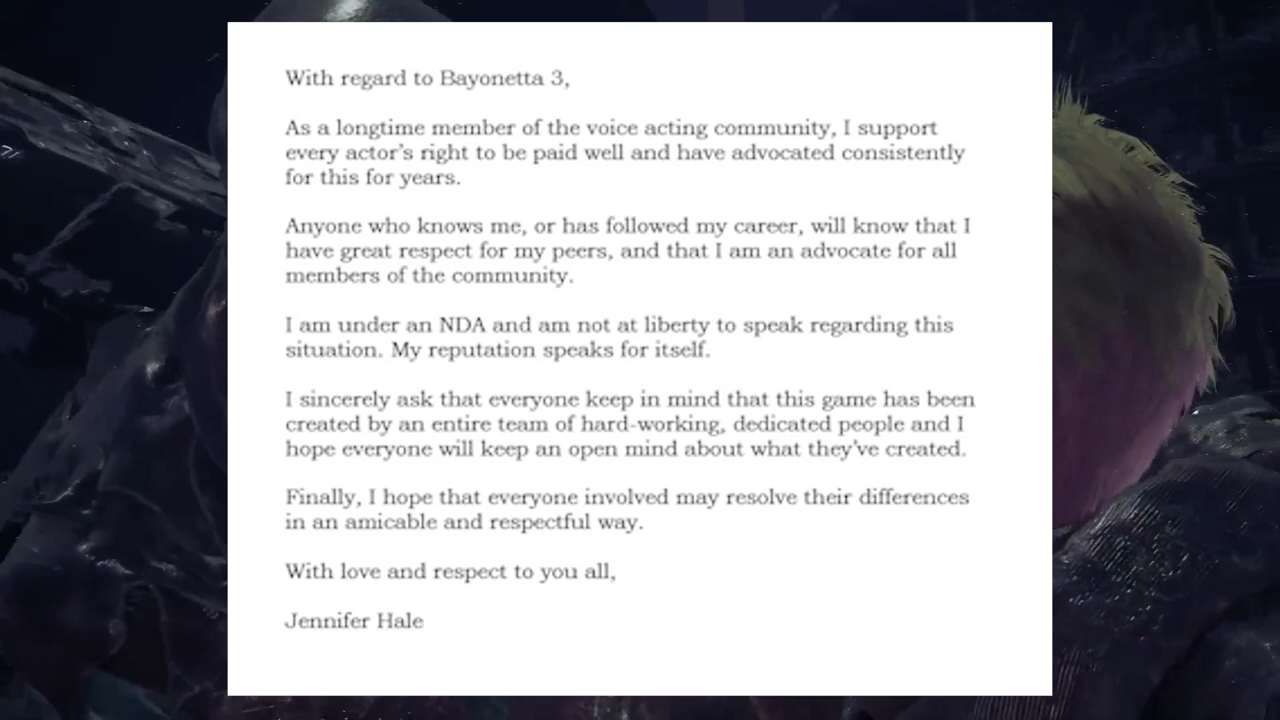 With regard to Bayonetta 3,
As a longtime member of the voice acting community, I support
every actor's right to be paid well and have advocated consistently
for this for years.
Anyone who knows me, or has followed my career, will know that I
have great respect for my peers, and that I am an advocate for all
members of the community.
I am under an NDA and am not at liberty to speak regarding this
situation. My reputation speaks for itself.
I sincerely ask that everyone keep in mind that this game has been
created by an entire team of hard-working, dedicated people and I
hope everyone will keep an open mind about what they've created.
Finally, I hope that everyone involved may resolve their differences
in an amicable and respectful way.
With love and respect to you all,
Jennifer Hale